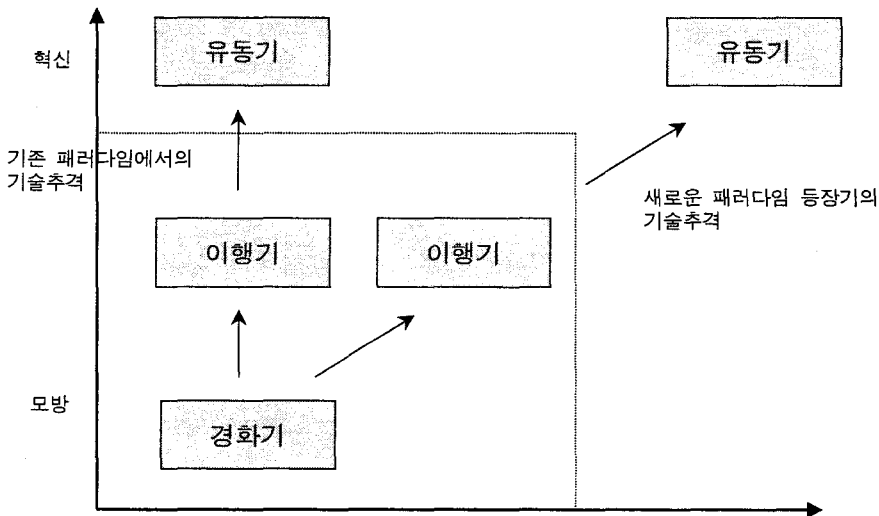 유동기
유동기
혁신
기존 패러다임에서의
기술추격
새로운 패러다임 등장기의
기술추격
이행기
이행기
모방
경화기